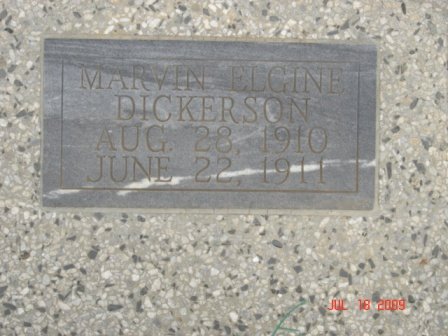 MARVIN ELGINE
DICKERSON
AUG. 28, 1910
JUNE 22, 1911
JUL 18 2009